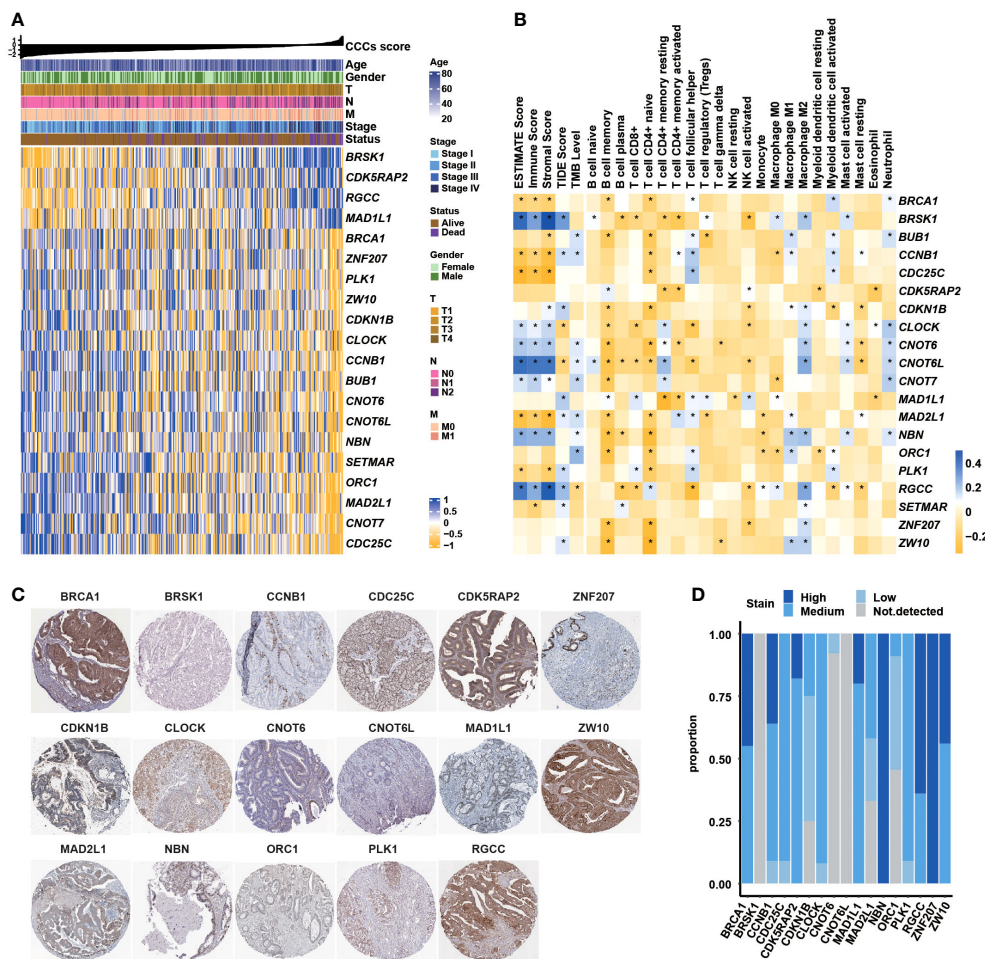 A
1
0
-1
-2
CCCs score
Age
Gender
T
N
M
Stage
Status
BRSK1
CDK5RAP2
RGCC
MAD1L1
BRCA1
ZNF207
PLK1
ZW10
CDKN1B
CLOCK
CCNB1
BUB1
CNOT6
CNOT6L
NBN
SETMAR
ORC1
MAD2L1
CNOT7
CDC25C
Age
80
60
40
20
Stage
Stage I
Stage II
Stage III
Stage IV
Status
Alive
Dead
Gender
Female
Male
T
T1
T2
T3
T4
N
N0
N1
N2
M
M0
M1
1
0.5
0
-0.5
-1
B
ESTIMATE Score
Immune Score
Stromal Score
TIDE Score
TMB Level
B cell naive
B cell memory
B cell plasma
T cell CD8+
T cell CD4+ naive
T cell CD4+ memory resting
T cell CD4+ memory activated
T cell follicular helper
T cell regulatory (Tregs)
T cell gamma delta
NK cell resting
NK cell activated
Monocyte
Macrophage M0
Macrophage M1
Macrophage M2
Myeloid dendritic cell resting
Myeloid dendritic cell activated
Mast cell activated
Mast cell resting
Eosinophil
Neutrophil
BRCA1
BRSK1
BUB1
CCNB1
CDC25C
CDK5RAP2
CDKN1B
CLOCK
CNOT6
CNOT6L
CNOT7
MAD1L1
MAD2L1
NBN
ORC1
PLK1
RGCC
SETMAR
ZNF207
ZW10
0.4
0.2
0
-0.2
C
BRCA1 BRSK1 CCNB1 CDC25C CDK5RAP2 ZNF207
CDKN1B CLOCK CNOT6 CNOT6L MAD1L1 ZW10
MAD2L1 NBN ORC1 PLK1 RGCC
D
Stain
High
Medium
Low
Not.detected
proportion
1.00
0.75
0.50
0.25
0.00
BRCA1
BRSK1
CCNB1
CDC25C
CDK5RAP2
CDKN1B
CLOCK
CNOT6
CNOT6L
MAD1L1
MAD2L1
NBN
ORC1
PLK1
RGCC
ZNF207
ZW10